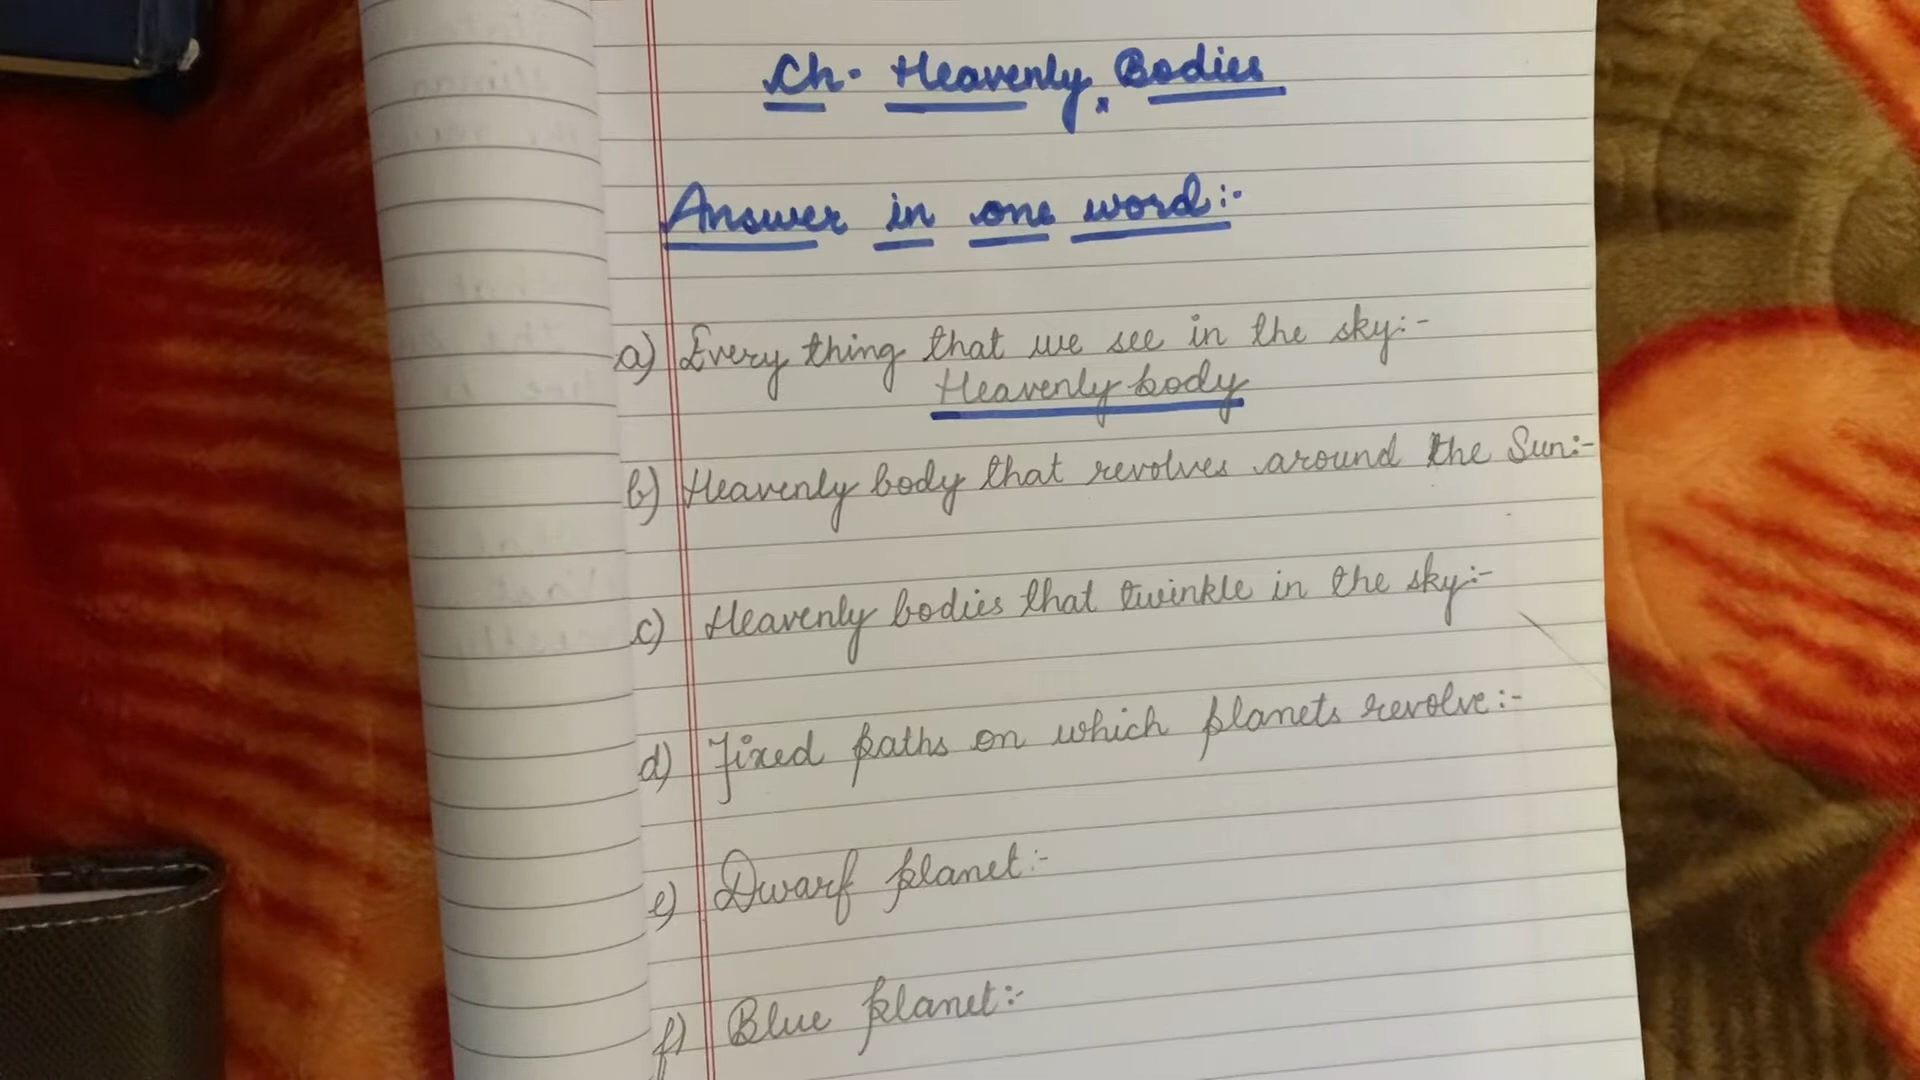 Ch. Heavenly Bodies
Answer in one word:-
a) Every thing that we see in the sky:-
Heavenly body
b) Heavenly body that revolves around the Sun:-
c) Heavenly bodies that twinkle in the sky:-
d) Fixed paths on which planets revolve:-
e) Dwarf planet:-
f) Blue planet:-